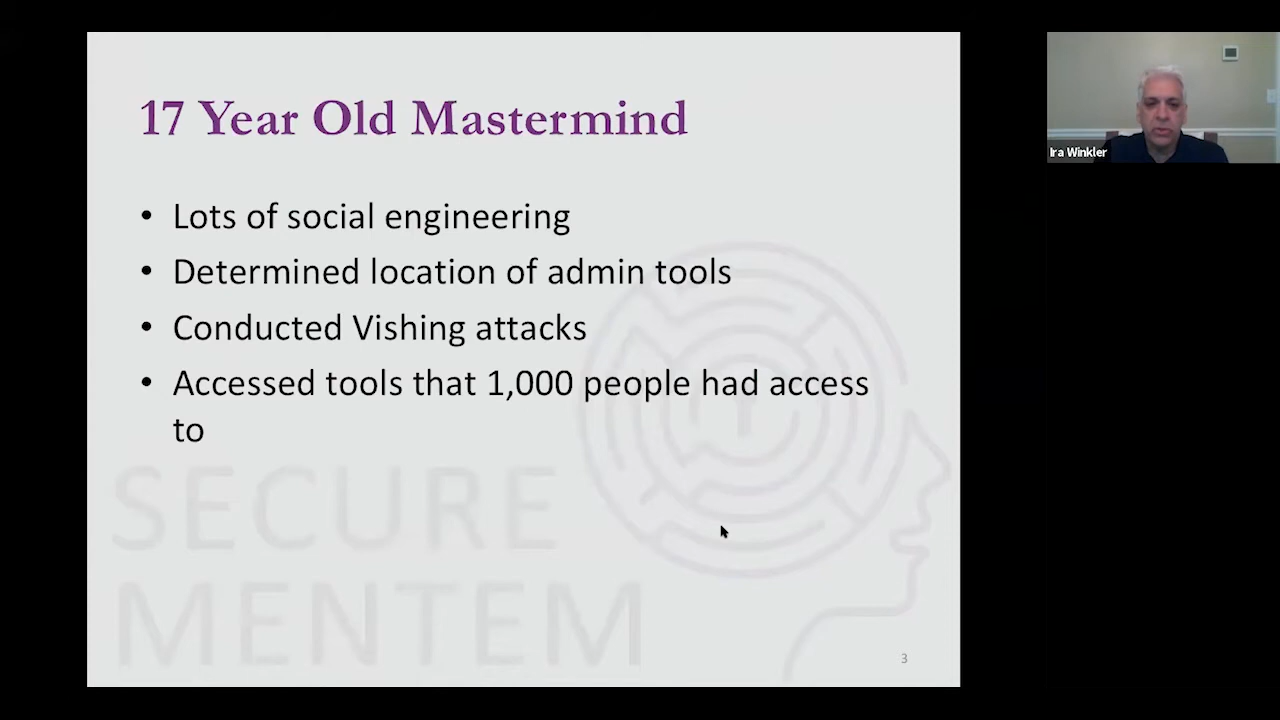 17 Year Old Mastermind
• Lots of social engineering
• Determined location of admin tools
• Conducted Vishing attacks
• Accessed tools that 1,000 people had access
to
SECURE
MENTEM
3
Ira Winkler